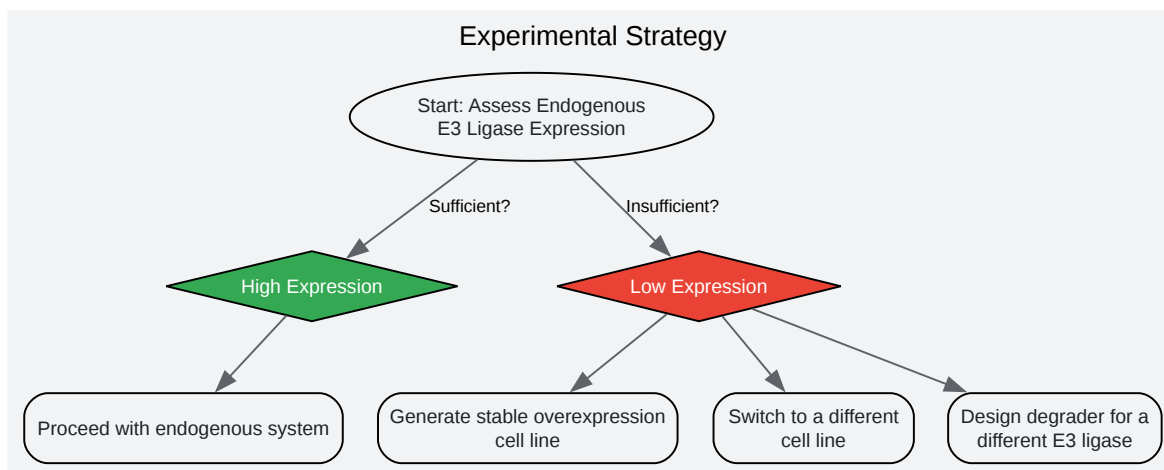 Experimental Strategy
Start: Assess Endogenous
E3 Ligase Expression
Sufficient?
Insufficient?
High Expression
Low Expression
Proceed with endogenous system
Generate stable overexpression
cell line
Switch to a different
cell line
Design degrader for a
different E3 ligase